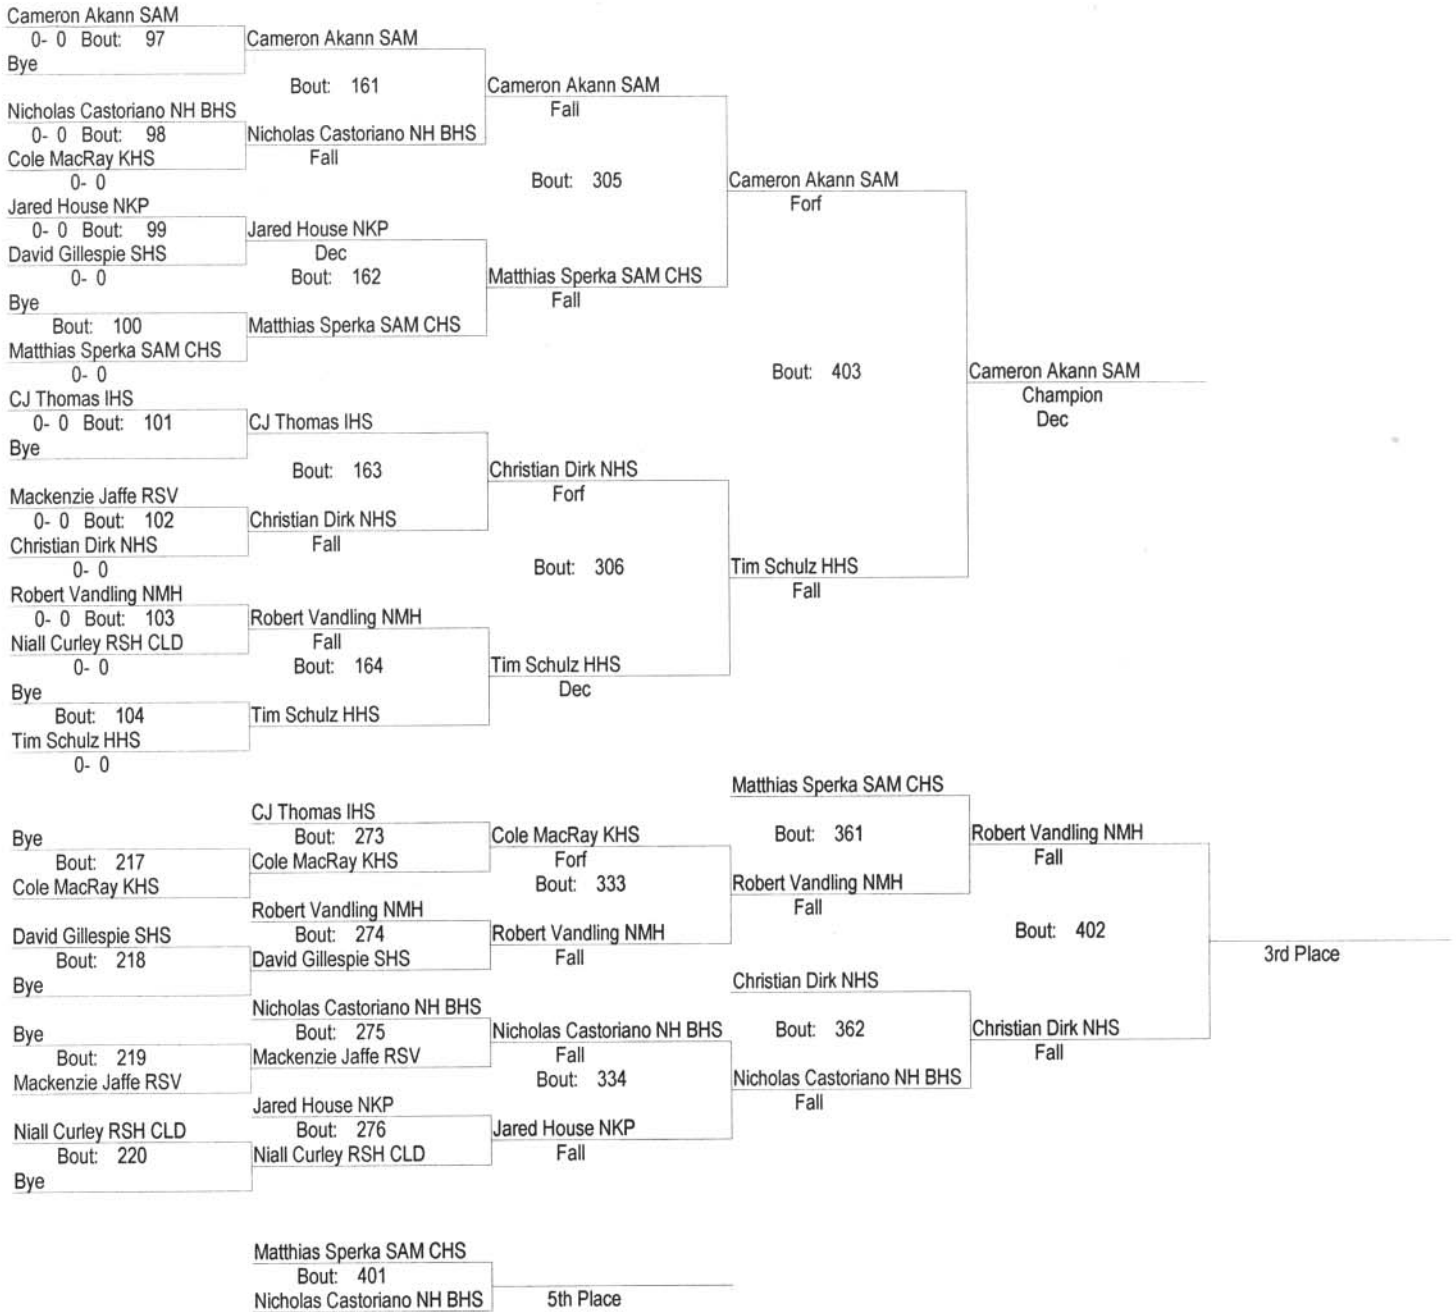 Cameron Akann SAM
0- 0 Bout: 97
Bye
Cameron Akann SAM
Bout: 161
Nicholas Castoriano NH BHS
0- 0 Bout: 98
Cole MacRay KHS
0- 0
Nicholas Castoriano NH BHS
Fall
Cameron Akann SAM
Fall
Bout: 305
Jared House NKP
0- 0 Bout: 99
David Gillespie SHS
0- 0
Jared House NKP
Dec
Bout: 162
Bye
Bout: 100
Matthias Sperka SAM CHS
0- 0
Matthias Sperka SAM CHS
Matthias Sperka SAM CHS
Fall
Cameron Akann SAM
Forf
Bout: 403
Cameron Akann SAM
Champion
Dec
CJ Thomas IHS
0- 0 Bout: 101
Bye
CJ Thomas IHS
Bout: 163
Mackenzie Jaffe RSV
0- 0 Bout: 102
Christian Dirk NHS
0- 0
Christian Dirk NHS
Fall
Christian Dirk NHS
Forf
Bout: 306
Robert Vandling NMH
0- 0 Bout: 103
Niall Curley RSH CLD
0- 0
Robert Vandling NMH
Fall
Bout: 164
Bye
Bout: 104
Tim Schulz HHS
0- 0
Tim Schulz HHS
Tim Schulz HHS
Dec
Tim Schulz HHS
Fall
Bye
Bout: 217
Cole MacRay KHS
CJ Thomas IHS
Bout: 273
Cole MacRay KHS
Cole MacRay KHS
Forf
Bout: 333
David Gillespie SHS
Bout: 218
Bye
Robert Vandling NMH
Bout: 274
David Gillespie SHS
Robert Vandling NMH
Fall
Matthias Sperka SAM CHS
Bout: 361
Robert Vandling NMH
Fall
Robert Vandling NMH
Fall
Bout: 402
3rd Place
Bye
Bout: 219
Mackenzie Jaffe RSV
Nicholas Castoriano NH BHS
Bout: 275
Mackenzie Jaffe RSV
Nicholas Castoriano NH BHS
Fall
Bout: 334
Niall Curley RSH CLD
Bout: 220
Bye
Jared House NKP
Bout: 276
Niall Curley RSH CLD
Jared House NKP
Fall
Christian Dirk NHS
Bout: 362
Nicholas Castoriano NH BHS
Fall
Christian Dirk NHS
Fall
Matthias Sperka SAM CHS
Bout: 401
Nicholas Castoriano NH BHS
5th Place